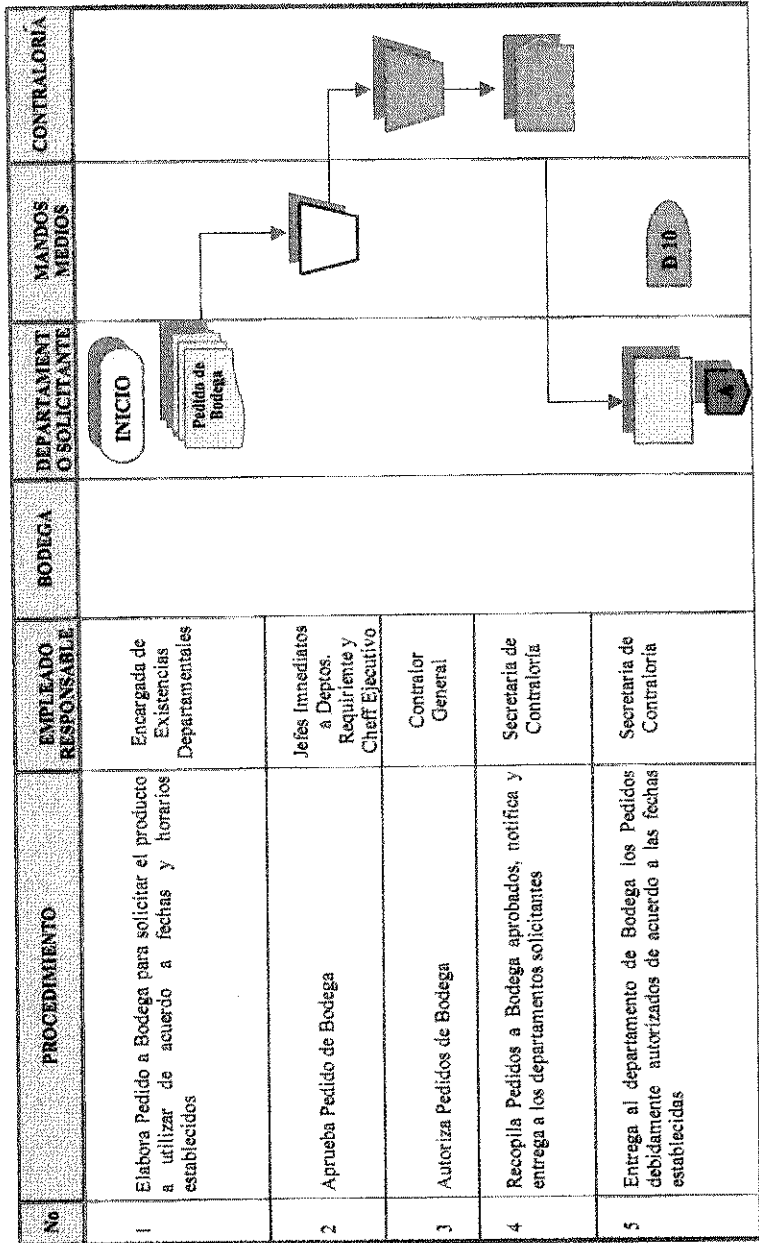 No
PROCEDIMIENTO
EMPLEADO
RESPONSABLE
BODEGA
DEPARTAMENT
O SOLICITANTE
MANDOS
MEDIOS
CONTRALORÍA
1
Elabora Pedido a Bodega para solicitar el producto
a utilizar de acuerdo a fechas y horarios
establecidos
Encargada de
Existencias
Departamentales
INICIO
Pedido de
Bodega
2
Aprueba Pedido de Bodega
Jefes Imnediatos
a Deptos.
Requiriente y
Cheff Ejecutivo
3
Autoriza Pedidos de Bodega
Contralor
General
4
Recopila Pedidos a Bodega aprobados, notifica y
entrega a los departamentos solicitantes
Secretaria de
Contraloría
5
Entrega al departamento de Bodega los Pedidos
debidamente autorizados de acuerdo a las fechas
establecidas
Secretaria de
Contraloría
A
D 10